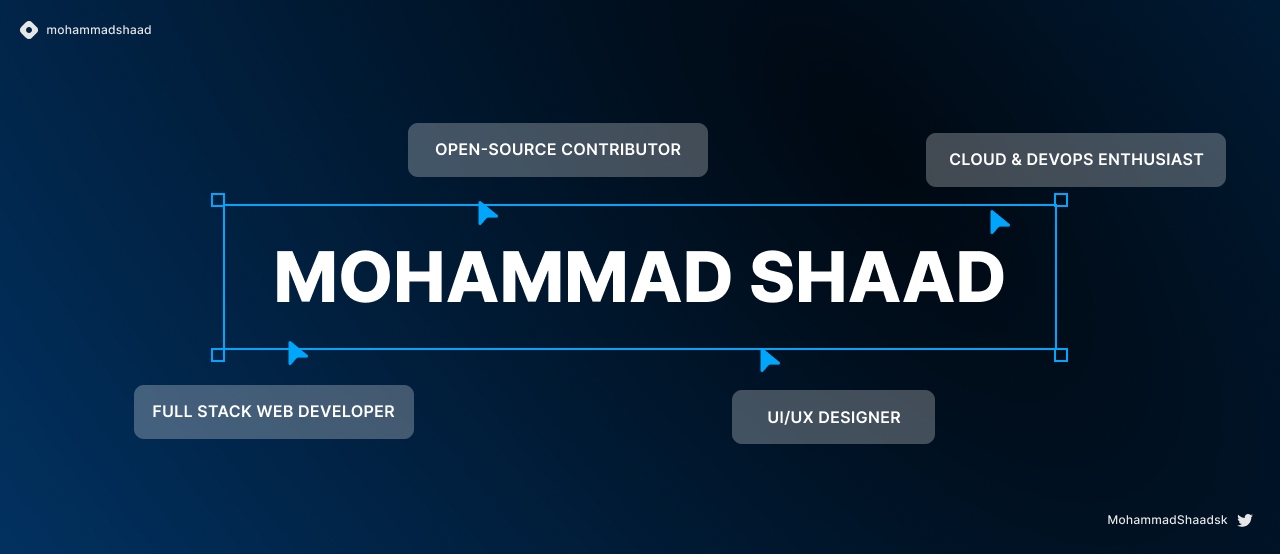 mohammadshaad
OPEN-SOURCE CONTRIBUTOR
CLOUD & DEVOPS ENTHUSIAST
MOHAMMAD SHAAD
FULL STACK WEB DEVELOPER
UI/UX DESIGNER
MohammadShaadsk